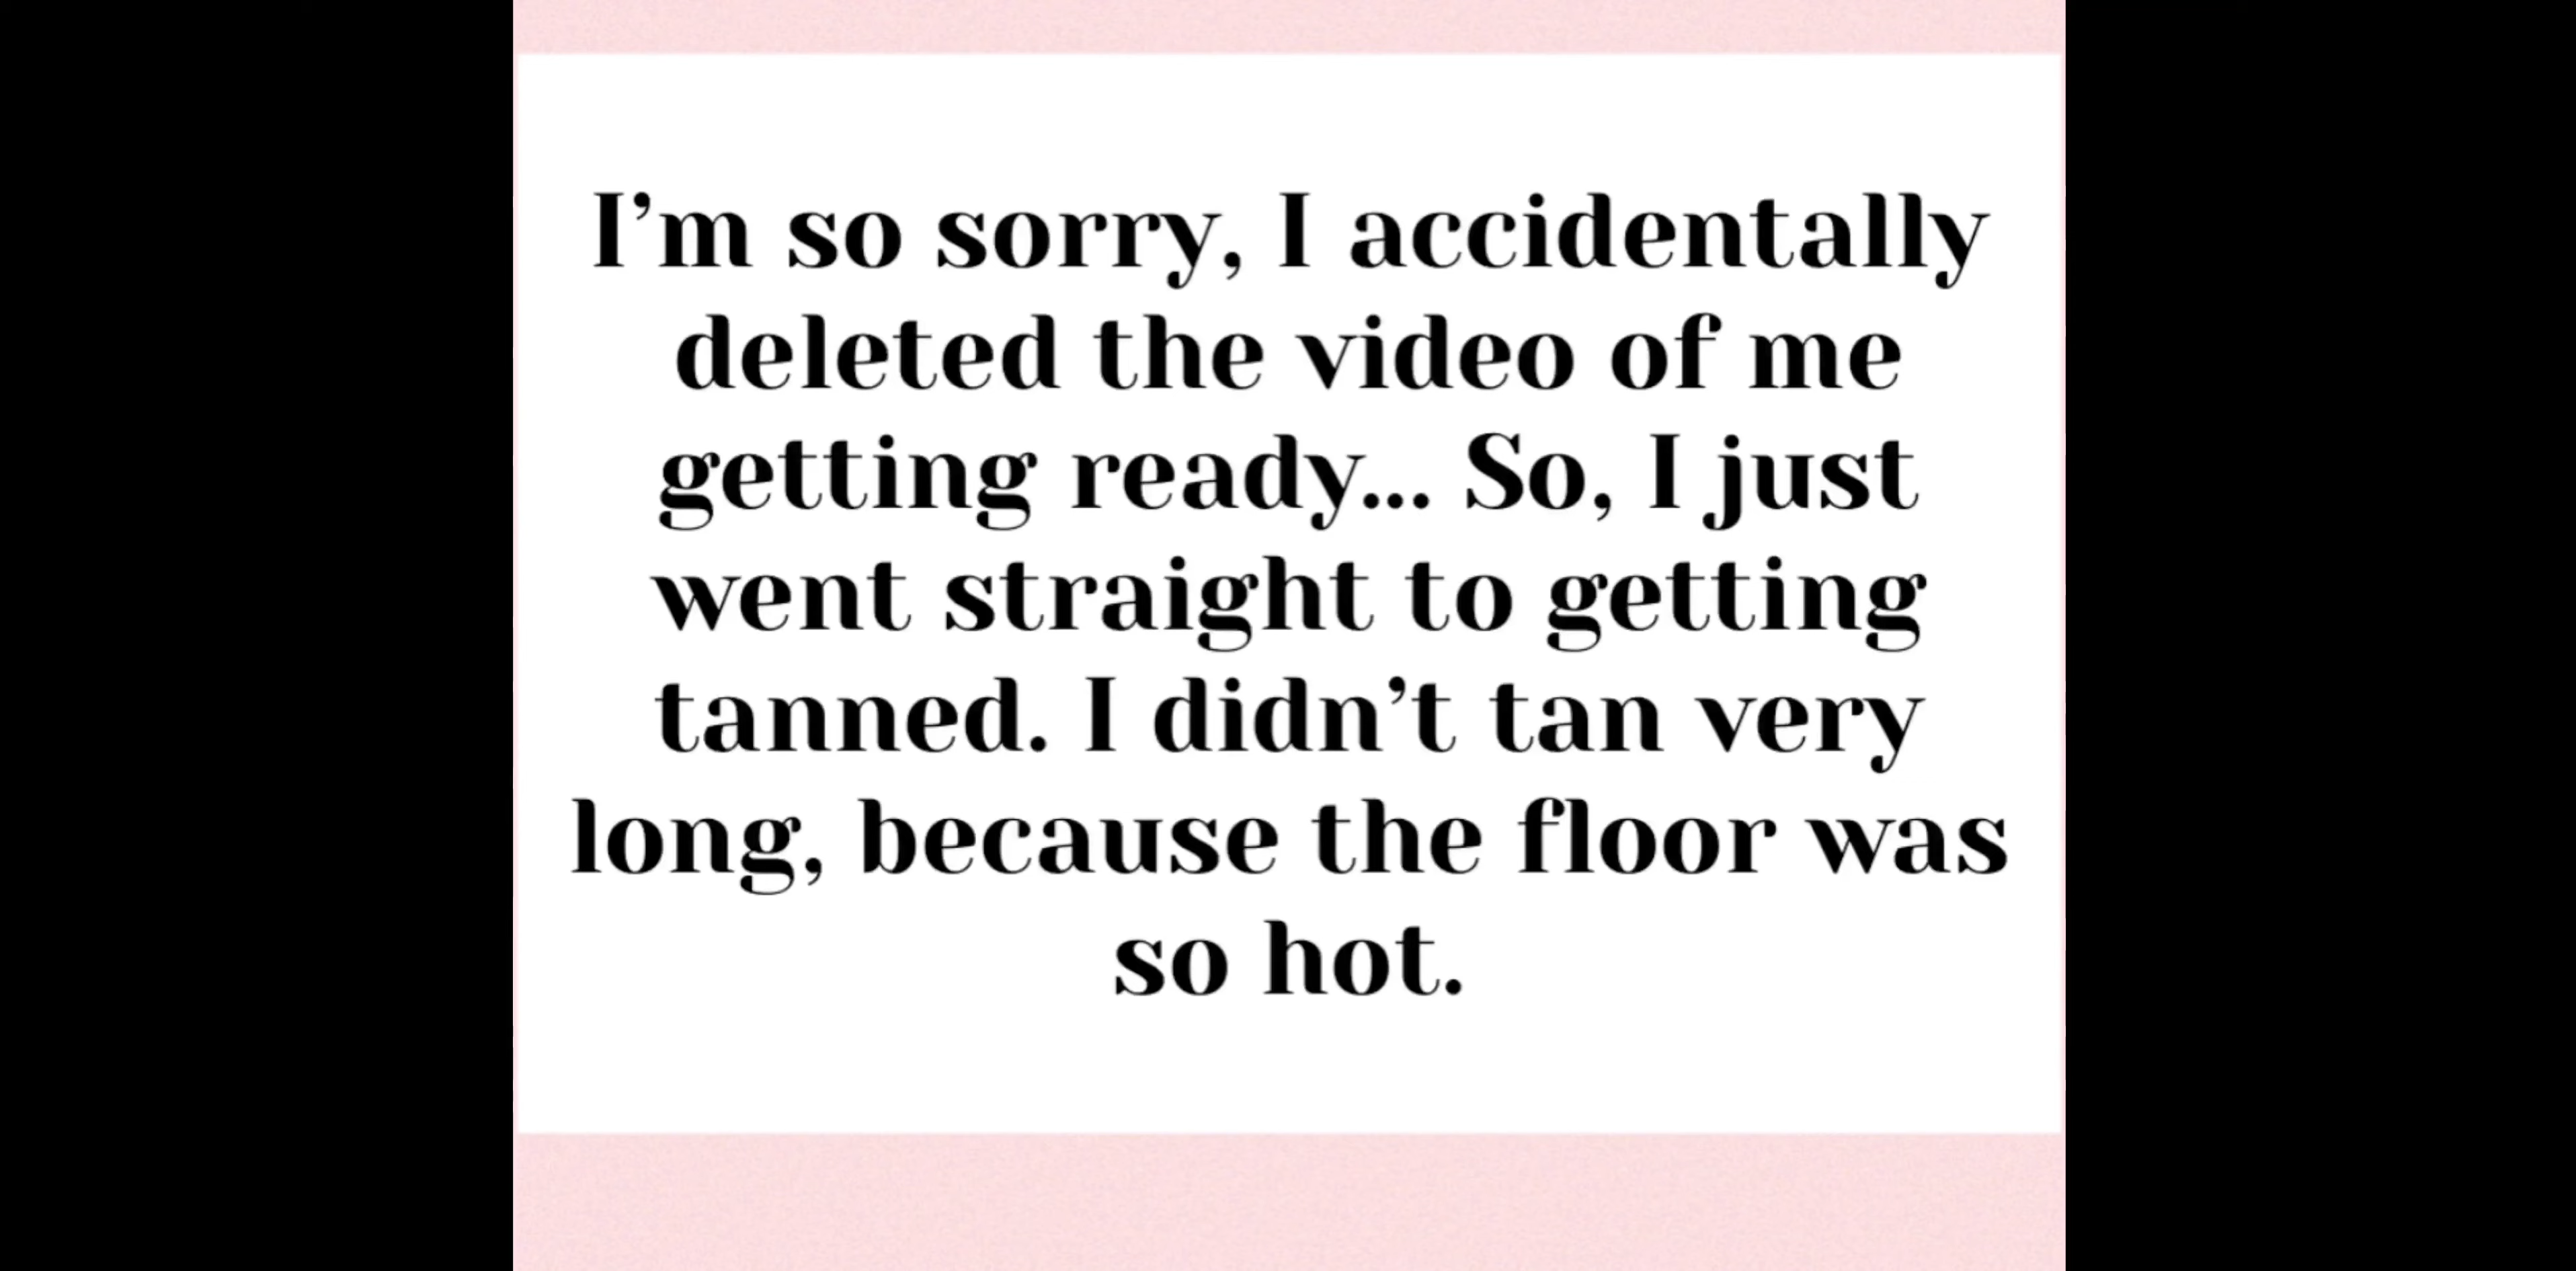 I’m so sorry, I accidentally
deleted the video of me
getting ready... So, I just
went straight to getting
tanned. I didn’t tan very
long, because the floor was
so hot.